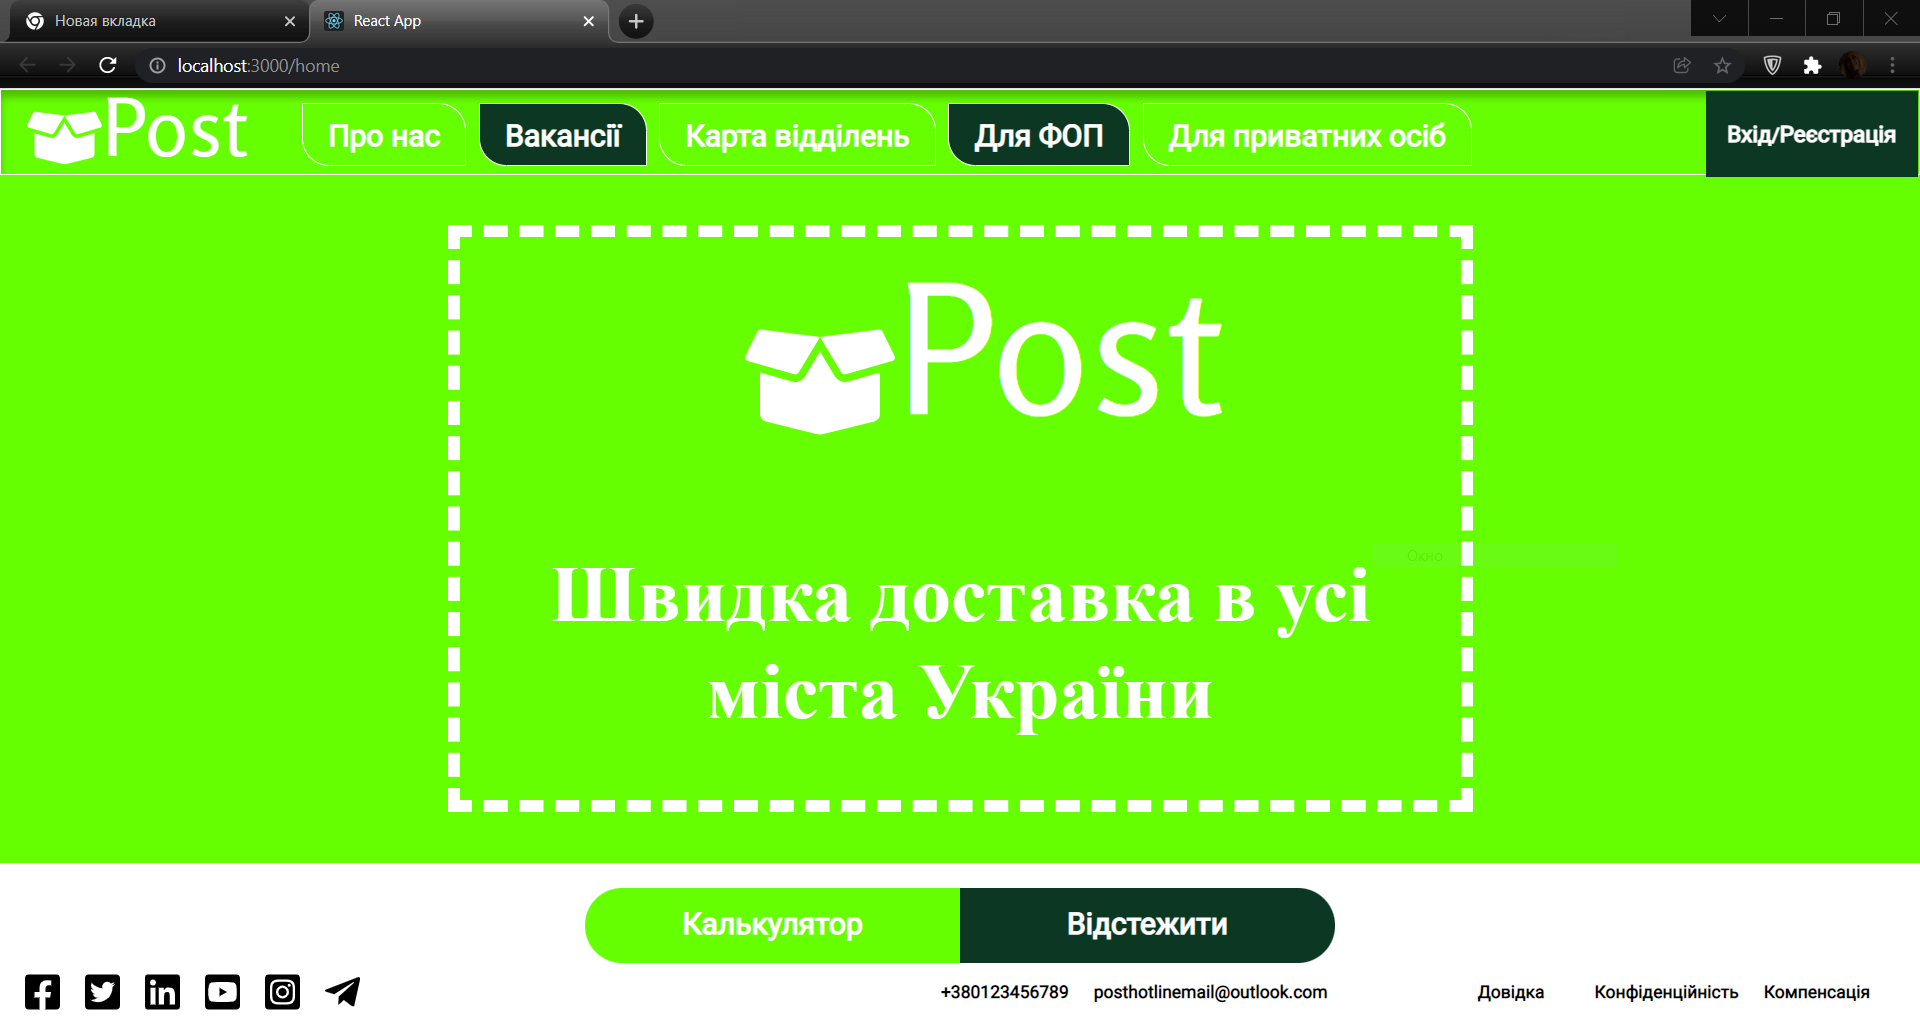 Новая вкладка
React App
localhost:3000/home
Post
Про нас
Вакансії
Карта відділень
Для ФОП
Для приватних осіб
Вхід/Реєстрація
Post
Окно
Швидка доставка в усі
міста України
Калькулятор
Відстежити
+380123456789
posthotlinemail@outlook.com
Довідка
Конфіденційність
Компенсація